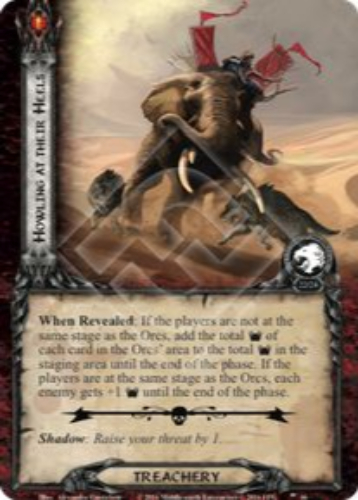 Howling at their Heels
When Revealed: If the players are not at the
same stage as the Orcs, add the total of
each card in the Orcs' area to the total in
the staging area until the end of the phase. If the
players are at the same stage as the Orcs, each
enemy gets +1 until the end of the phase.
Shadow: Raise your threat by 1.
TREACHERY